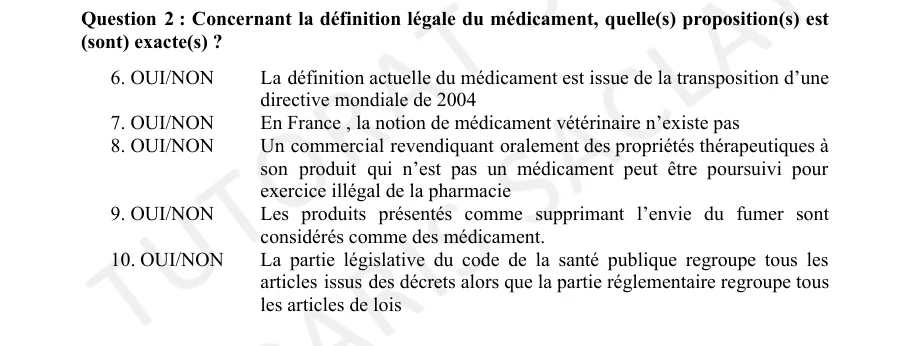 Question 2 : Concernant la définition légale du médicament, quelle(s) proposition(s) est
(sont) exacte(s) ?
6. OUI/NON La définition actuelle du médicament est issue de la transposition d'une
directive mondiale de 2004
7. OUI/NON En France , la notion de médicament vétérinaire n'existe pas
8. OUI/NON Un commercial revendiquant oralement des propriétés thérapeutiques à
son produit qui n'est pas un médicament peut être poursuivi pour
exercice illégal de la pharmacie
9. OUI/NON Les produits présentés comme supprimant l'envie du fumer sont
considérés comme des médicament.
10. OUI/NON La partie législative du code de la santé publique regroupe tous les
articles issus des décrets alors que la partie réglementaire regroupe tous
les articles de lois
TUTORAT
PARIS SACLAY